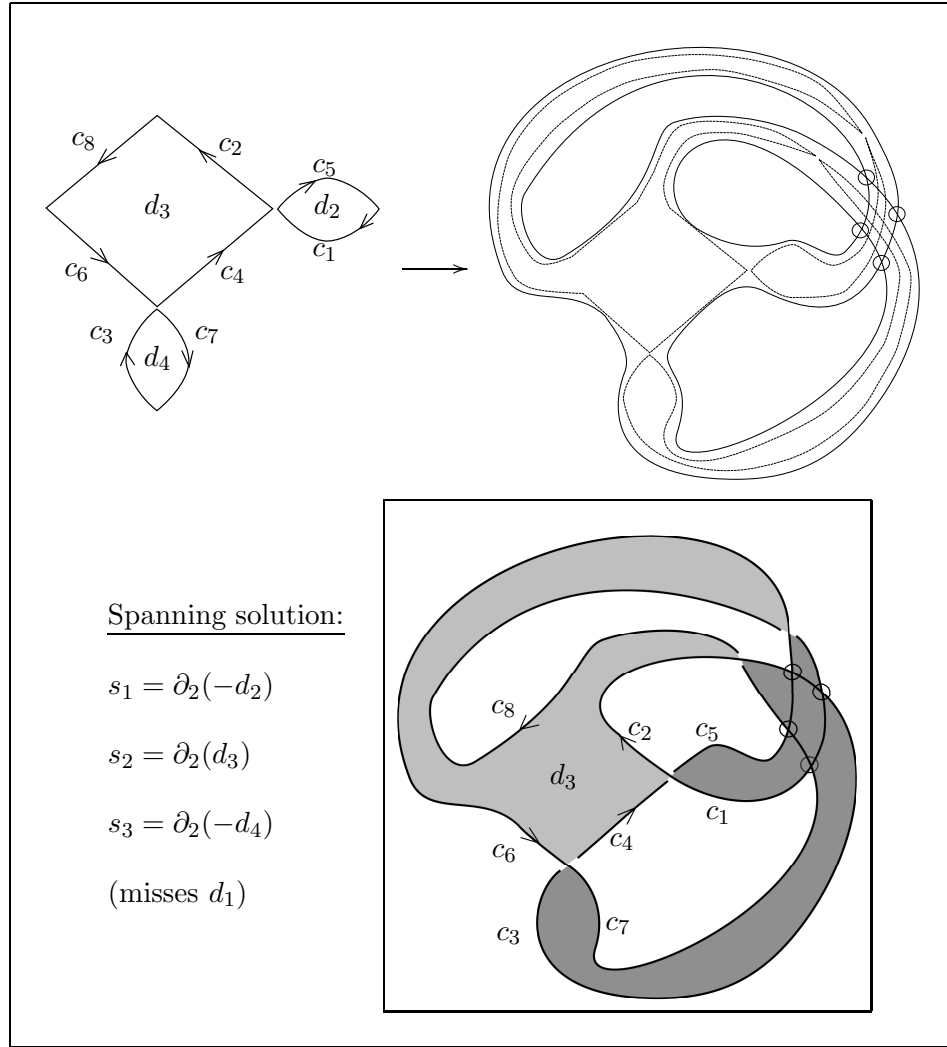 c₈
c₂
c₅
d₃
d₂
c₁
c₆
c₄
c₃
c₇
d₄
Spanning solution:
s₁ = ∂₂(−d₂)
s₂ = ∂₂(d₃)
s₃ = ∂₂(−d₄)
(misses d₁)
c₈
c₂
c₅
d₃
c₁
c₆
c₄
c₃
c₇